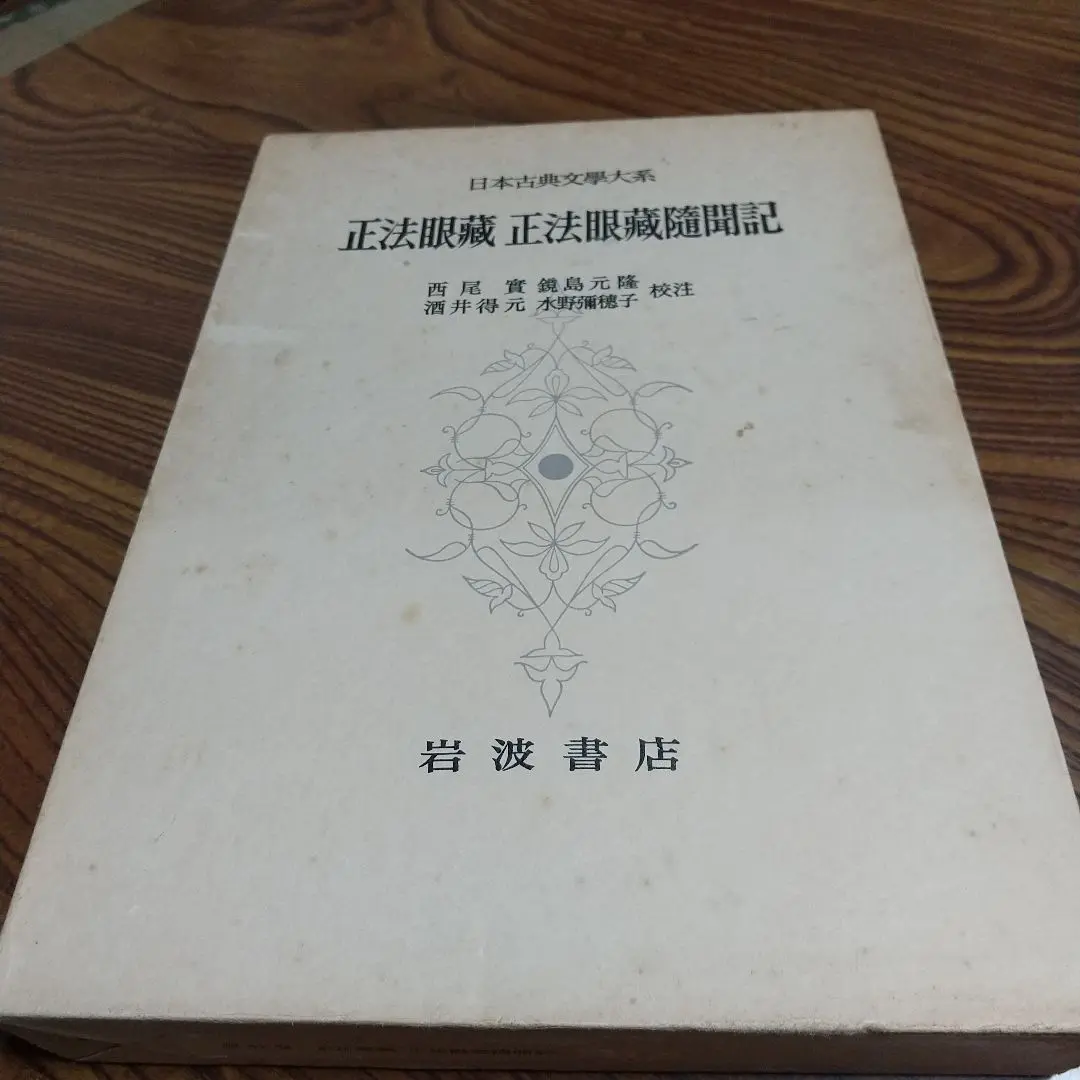 日本古典文學大系
正法眼藏 正法眼藏隨聞記
西尾實 鏡島元隆
酒井得元 水野彌穗子 校注
岩波書店